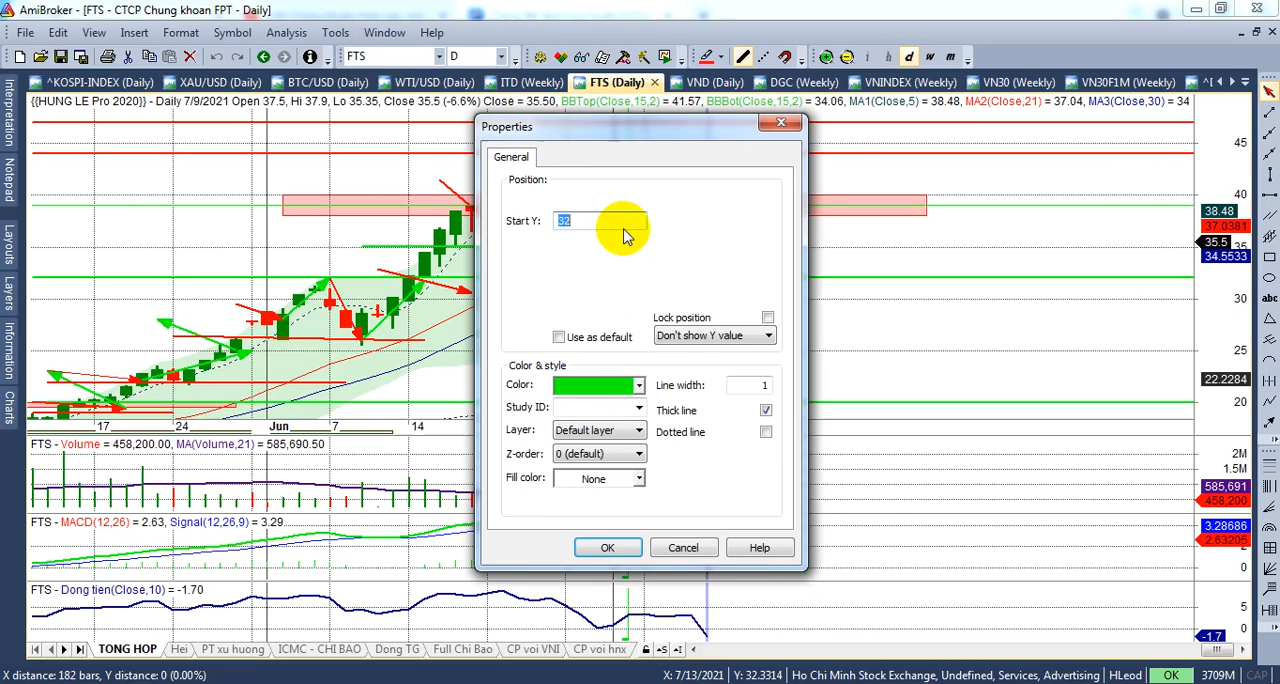 AmiBroker - [FTS - CTCP Chung khoan FPT - Daily]
File Edit View Insert Format Symbol Analysis Tools Window Help
FTS D i h d w m
^KOSPI-INDEX (Daily) XAU/USD (Daily) BTC/USD (Daily) WTI/USD (Daily) ITD (Weekly) FTS (Daily) VND (Daily) DGC (Weekly) VNINDEX (Weekly) VN30 (Weekly) VN30F1M (Weekly)
{{HUNG LE Pro 2020}} - Daily 7/9/2021 Open 37.5, Hi 37.9, Lo 35.35, Close 35.5 (-6.6%) Close = 35.50, BBTop(Close,15,2) = 41.57, BBBot(Close,15,2) = 34.06, MA1(Close,5) = 38.48, MA2(Close,21) = 37.04, MA3(Close,30) = 34
Interpretation
Notepad
Layouts
Layers
Information
Charts
Properties
General
Position:
Start Y: 32
Lock position
Use as default
Don't show Y value
Color & style
Color:
Line width: 1
Study ID:
Thick line
Layer: Default layer
Dotted line
Z-order: 0 (default)
Fill color: None
OK Cancel Help
45
40
38.48
37.0381
35.5
35
34.5533
30
25
22.2284
20
abc
17 24 Jun 7 14
FTS - Volume = 458,200.00, MA(Volume,21) = 585,690.50
2M
1.5M
585,691
458,200
FTS - MACD(12,26) = 2.63, Signal(12,26,9) = 3.29
3.28686
2.63205
2
0
FTS - Dong tien(Close,10) = -1.70
5
0
-1.7
TONG HOP Hei PT xu huong ICMC - CHI BAO Dong TG Full Chi Bao CP voi VNI CP voi hnx
X distance: 182 bars, Y distance: 0 (0.00%) X: 7/13/2021 Y: 32.3314 Ho Chi Minh Stock Exchange, Undefined, Services, Advertising HLeod OK 3709M CAP